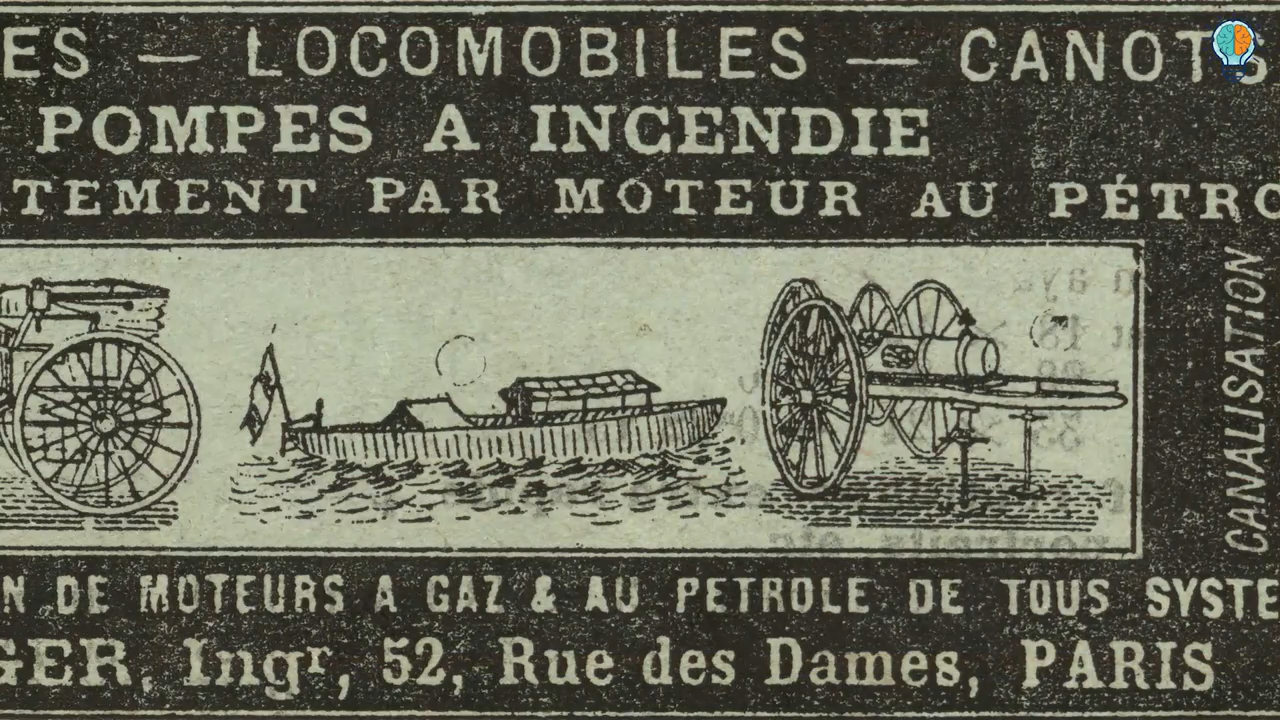 ES — LOCOMOBILES — CANOTS
POMPES A INCENDIE
TEMENT PAR MOTEUR AU PÉTRO
CANALISATION
N DE MOTEURS A GAZ & AU PETROLE DE TOUS SYSTE
GER, Ingr, 52, Rue des Dames, PARIS